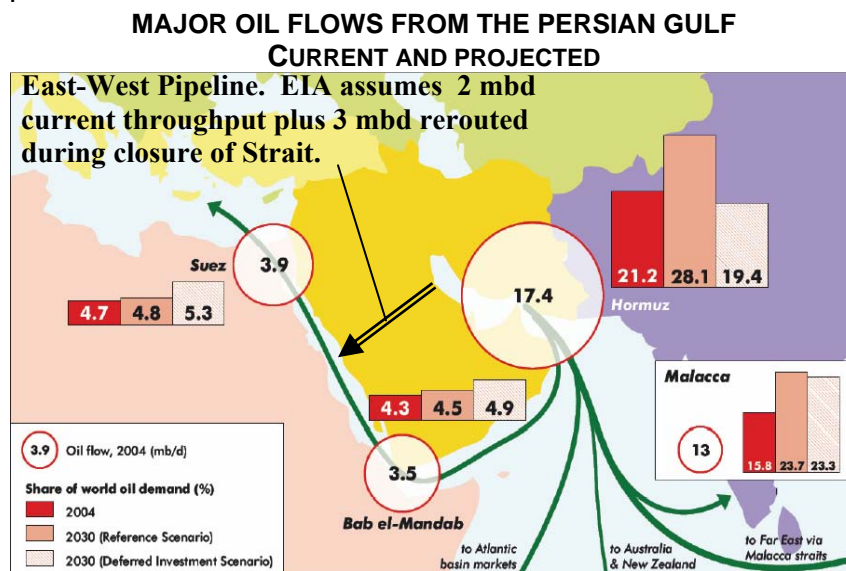 MAJOR OIL FLOWS FROM THE PERSIAN GULF
CURRENT AND PROJECTED
East-West Pipeline. EIA assumes 2 mbd
current throughput plus 3 mbd rerouted
during closure of Strait.
21.2 28.1 19.4
Hormuz
Suez
3.9
17.4
4.7 4.8 5.3
4.3 4.5 4.9
Malacca
13
15.8 23.7 23.3
3.5
Bab el-Mandab
3.9 Oil flow, 2004 (mb/d)
Share of world oil demand (%)
2004
2030 (Reference Scenario)
2030 (Deferred Investment Scenario)
to Atlantic
basin markets
to Australia
& New Zealand
to Far East via
Malacca straits